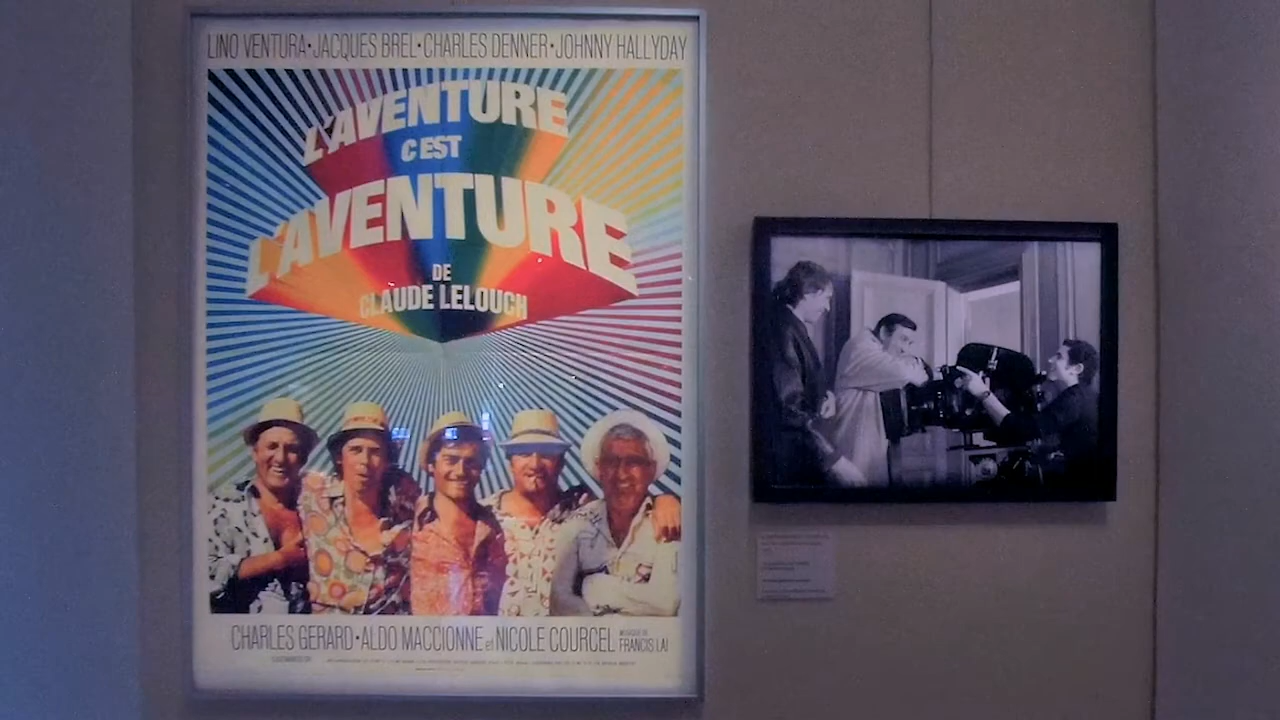 LINO VENTURA•JACQUES BREL•CHARLES DENNER•JOHNNY HALLYDAY
L'AVENTURE
C'EST
L'AVENTURE
DE
CLAUDE LELOUCH
CHARLES GERARD•ALDO MACCIONNE et NICOLE COURCEL MUSIQUE DE FRANCIS LAI